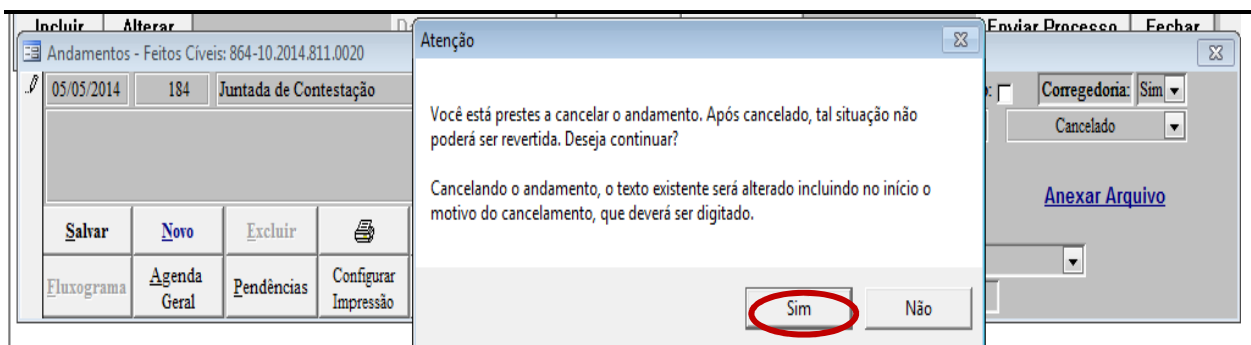 Incluir Alterar Enviar Processo Fechar
Andamentos - Feitos Cíveis: 864-10.2014.811.0020
Atenção
05/05/2014 184 Juntada de Contestação
Corregedoria: Sim
Cancelado
Você está prestes a cancelar o andamento. Após cancelado, tal situação não
poderá ser revertida. Deseja continuar?
Cancelando o andamento, o texto existente será alterado incluindo no início o
motivo do cancelamento, que deverá ser digitado.
Anexar Arquivo
Salvar Novo Excluir
Fluxograma Agenda Geral Pendências Configurar Impressão
Sim Não